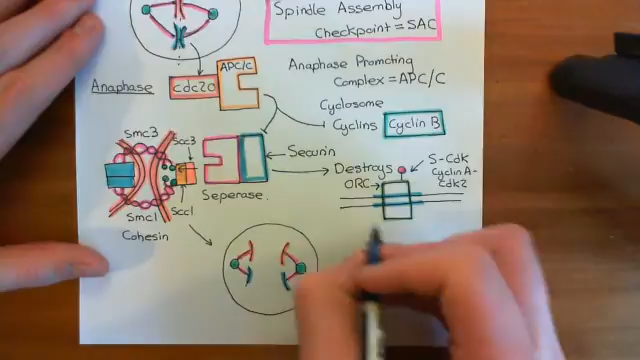 Spindle Assembly
Checkpoint = SAC
Anaphase
cdc20
APC/C
Anaphase Promoting
Complex = APC/C
Cyclosome
Cyclins
Cyclin B
Smc3
Scc3
Securin
Destroys
ORC
S-Cdk
Cyclin A-
Cdk2
Seperase.
Smc1
Scc1
Cohesin